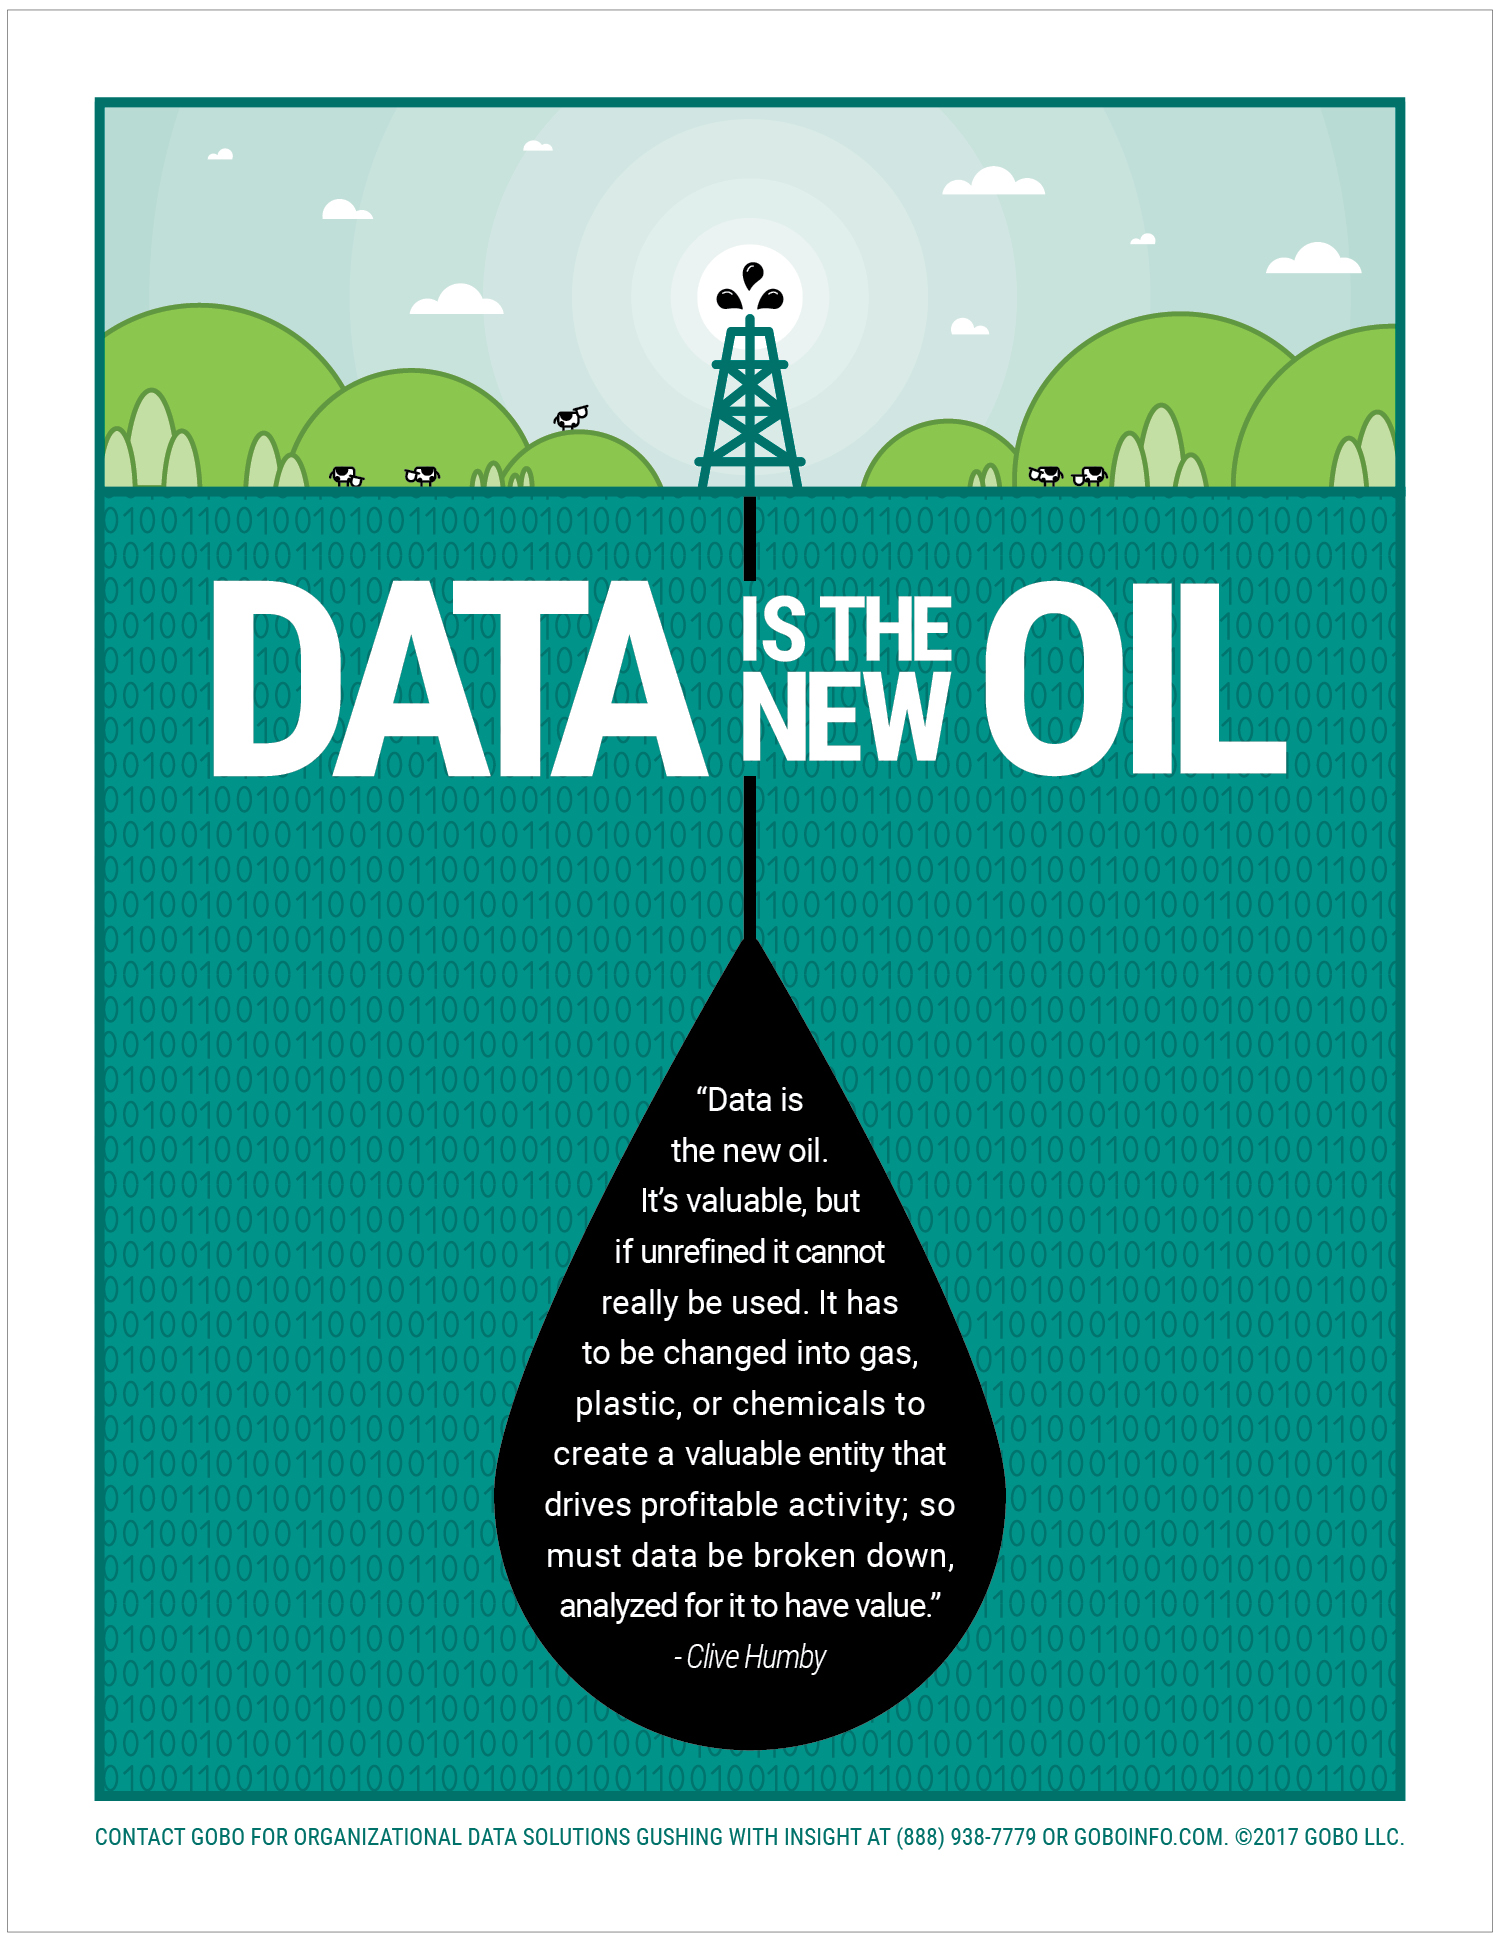 DATA IS THE NEW OIL
“Data is
the new oil.
It’s valuable, but
if unrefined it cannot
really be used. It has
to be changed into gas,
plastic, or chemicals to
create a valuable entity that
drives profitable activity; so
must data be broken down,
analyzed for it to have value.”
- Clive Humby
CONTACT GOBO FOR ORGANIZATIONAL DATA SOLUTIONS GUSHING WITH INSIGHT AT (888) 938-7779 OR GOBOINFO.COM. ©2017 GOBO LLC.